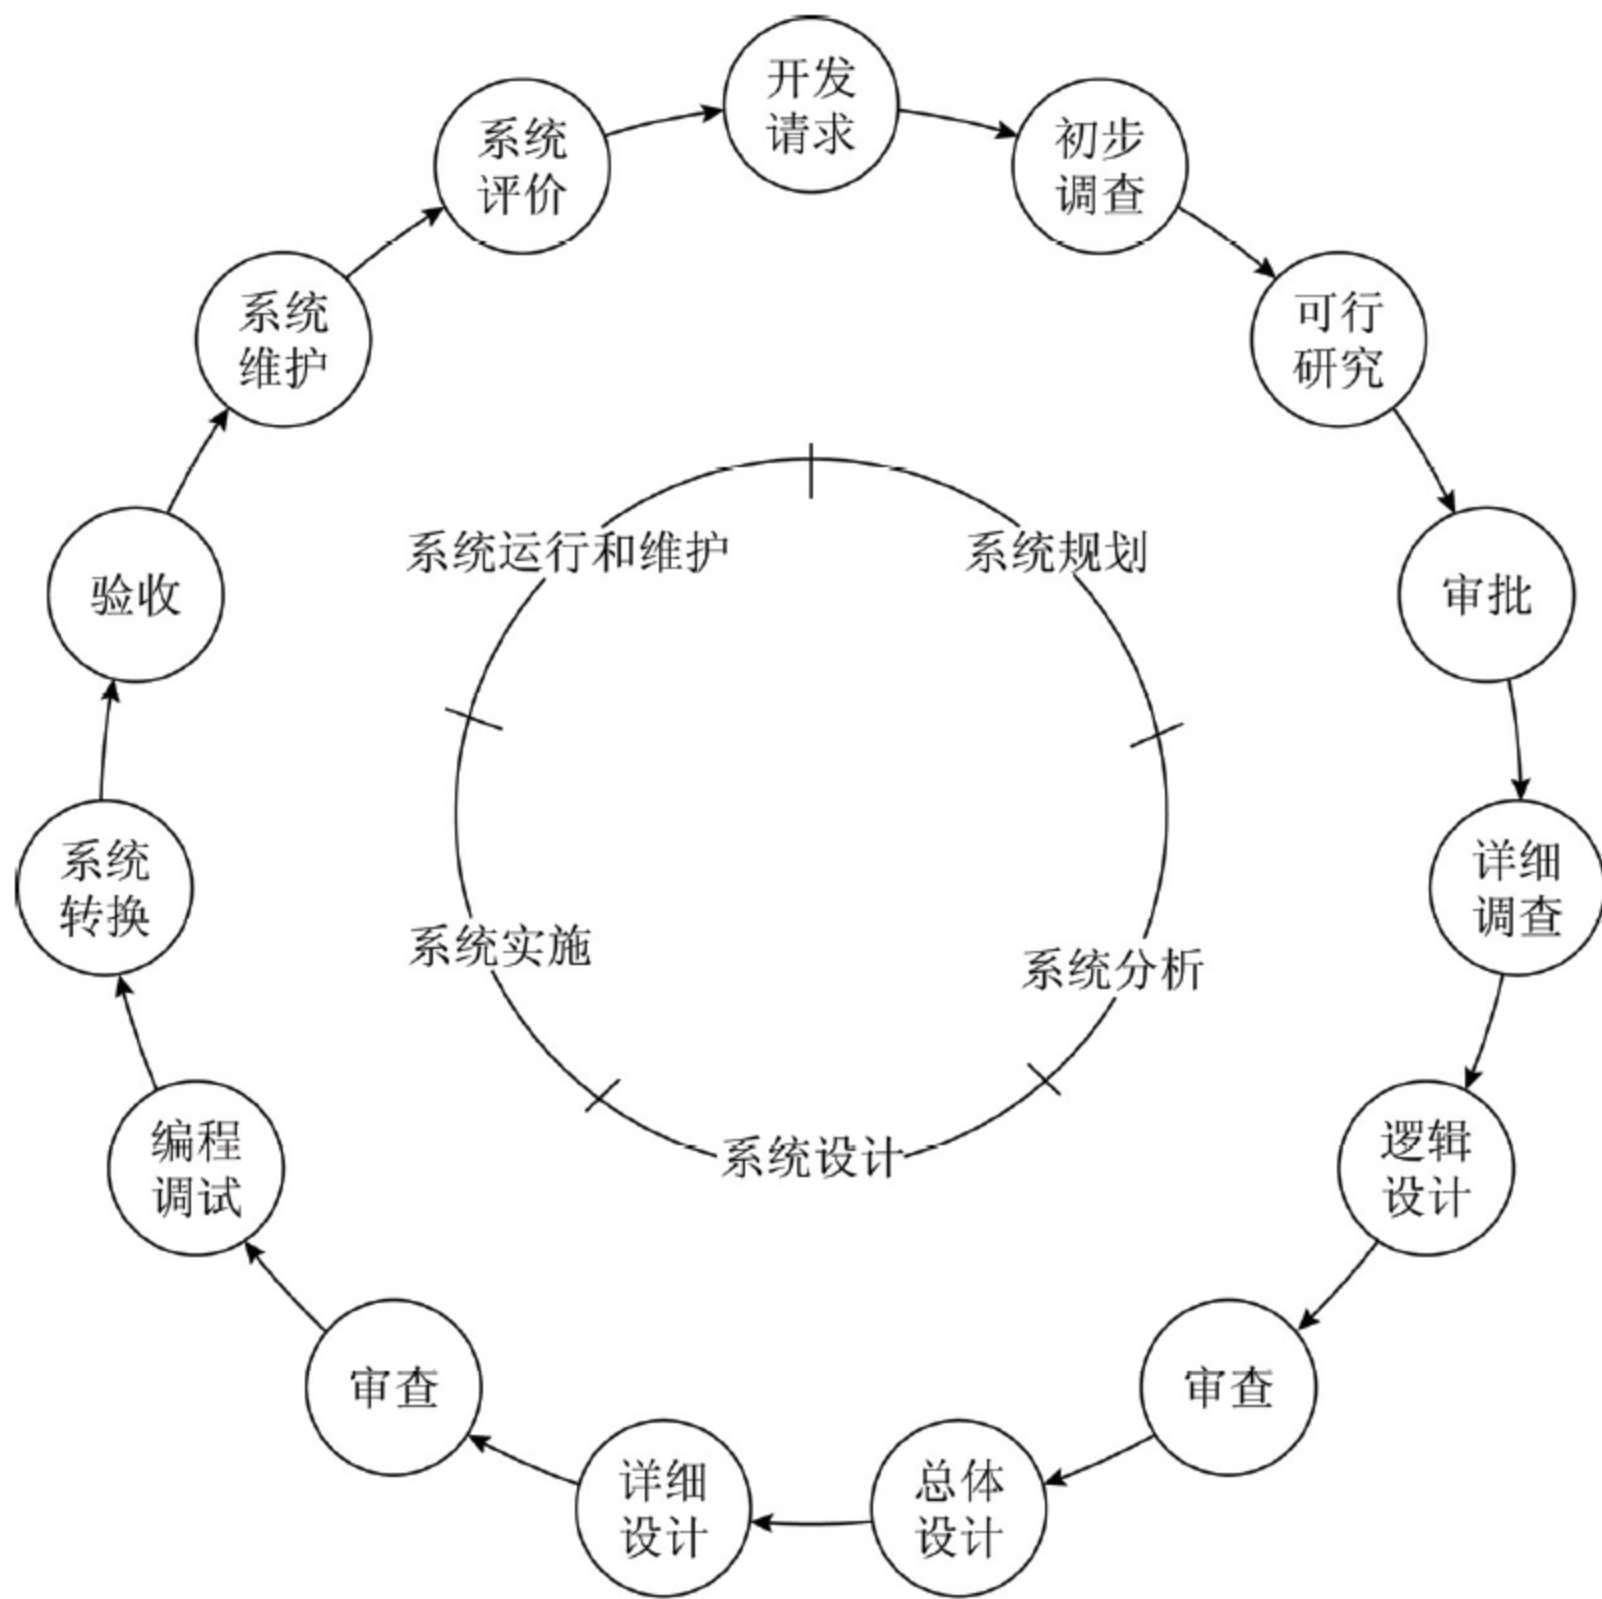 开发
请求
初步
调查
可行
研究
审批
详细
调查
逻辑
设计
审查
总体
设计
详细
设计
审查
编程
调试
系统
转换
验收
系统
维护
系统
评价
系统规划
系统分析
系统设计
系统实施
系统运行和维护